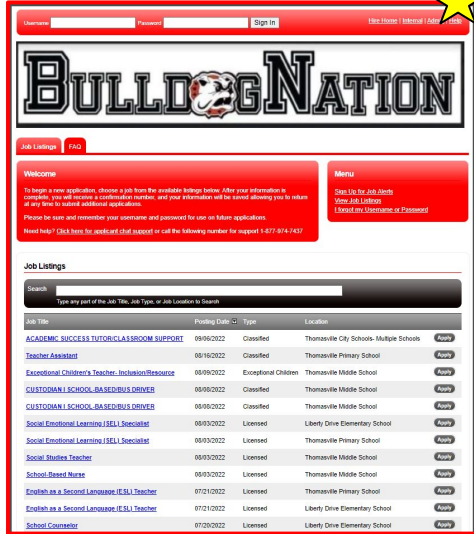 Username Password Sign In Hire Home | Internal | Help
BULLDOG NATION
Job Listings FAQ
Welcome
To begin a new application, choose a job from the available listings below. After your information is
complete, you will receive a confirmation number, and your information will be saved allowing you to return
at any time to submit additional applications.
Please be sure and remember your username and password for use on future applications.
Need help? Click here for applicant chat support or call the following number for support 1-877-974-7437
Menu
Sign Up for Job Alerts
View Job Listings
I forgot my Username or Password
Job Listings
Search
Type any part of the Job Title, Job Type, or Job Location to Search
Job Title Posting Date Type Location
ACADEMIC SUCCESS TUTOR/CLASSROOM SUPPORT 09/06/2022 Classified Thomasville City Schools- Multiple Schools Apply
Teacher Assistant 08/16/2022 Classified Thomasville Primary School Apply
Exceptional Children's Teacher- Inclusion/Resource 08/09/2022 Exceptional Children Thomasville Middle School Apply
CUSTODIAN I SCHOOL-BASED/BUS DRIVER 08/08/2022 Classified Thomasville Middle School Apply
CUSTODIAN I SCHOOL-BASED/BUS DRIVER 08/08/2022 Classified Thomasville Middle School Apply
Social Emotional Learning (SEL) Specialist 08/03/2022 Licensed Liberty Drive Elementary School Apply
Social Emotional Learning (SEL) Specialist 08/03/2022 Licensed Thomasville Primary School Apply
Social Studies Teacher 08/03/2022 Licensed Thomasville Middle School Apply
School-Based Nurse 08/03/2022 Licensed Thomasville Middle School Apply
English as a Second Language (ESL) Teacher 07/21/2022 Licensed Thomasville Primary School Apply
English as a Second Language (ESL) Teacher 07/21/2022 Licensed Liberty Drive Elementary School Apply
School Counselor 07/20/2022 Licensed Liberty Drive Elementary School Apply